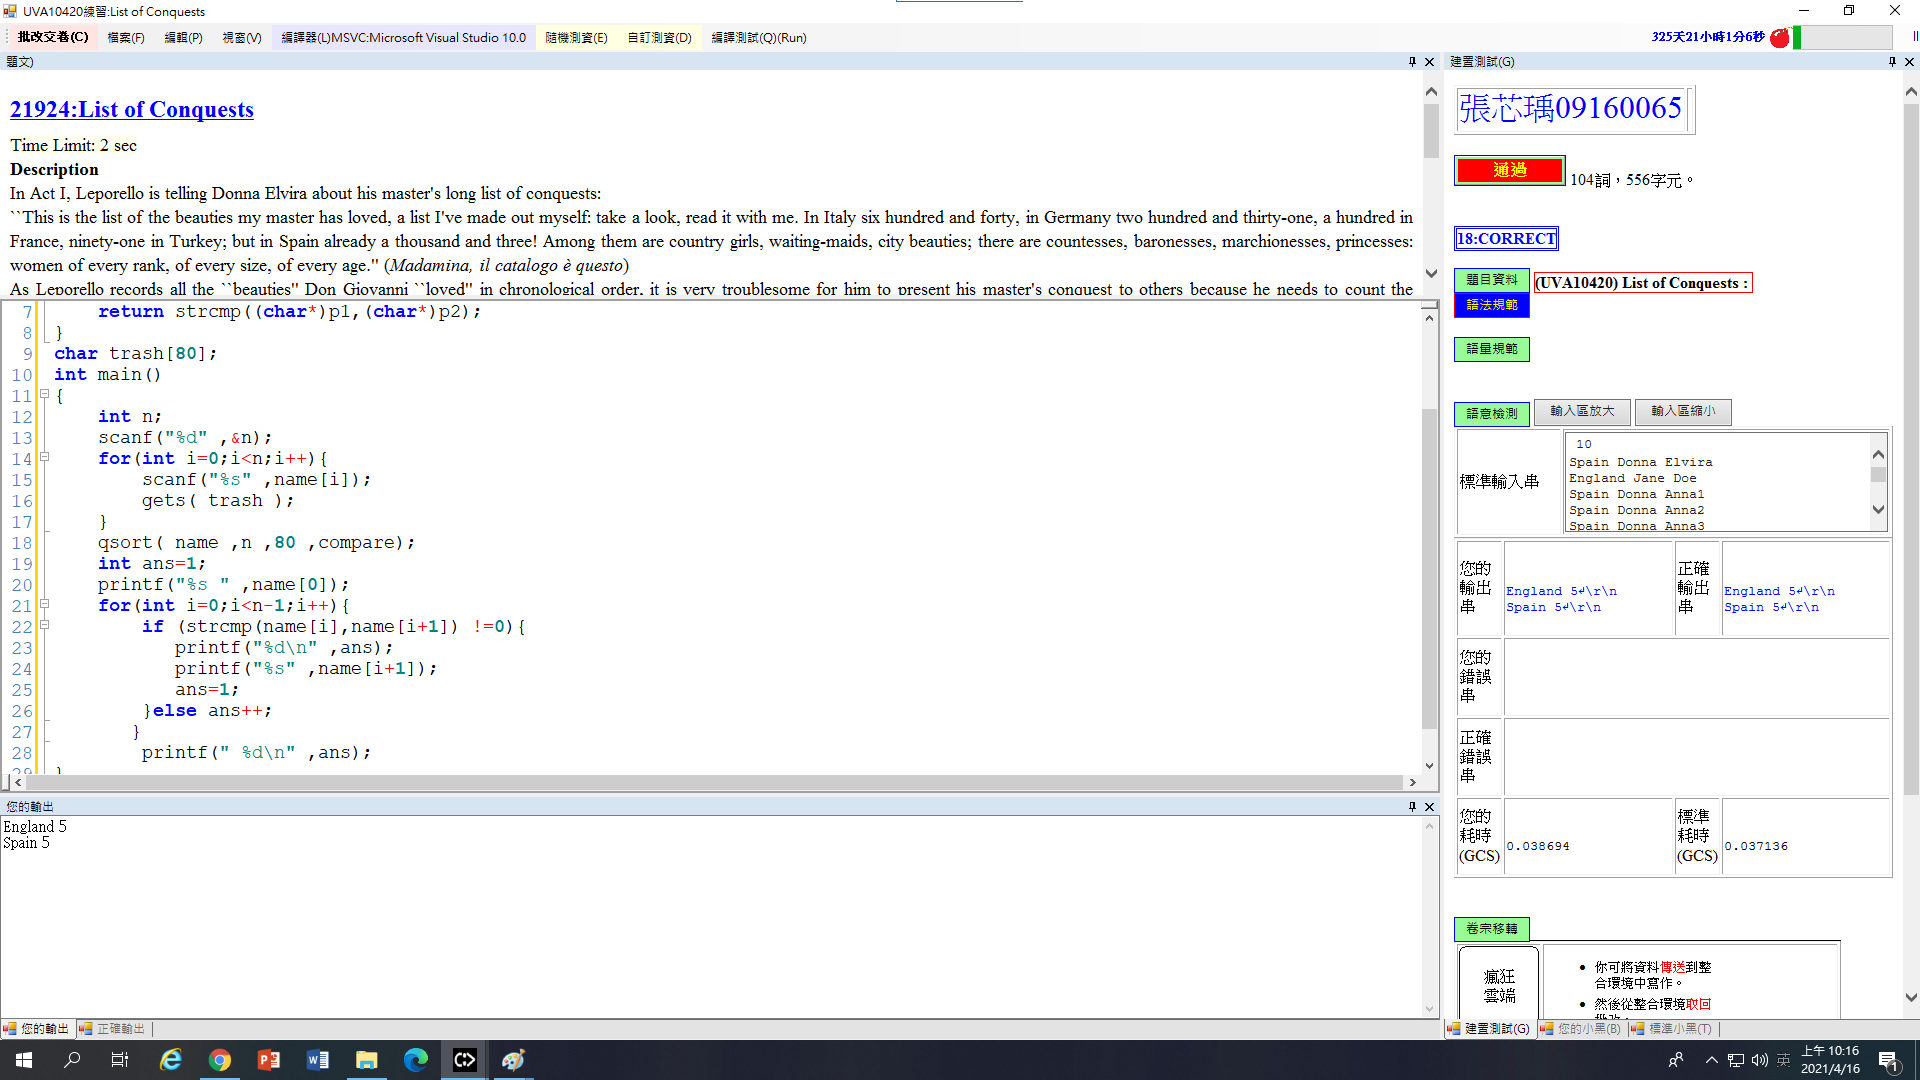 UVA10420練習:List of Conquests
批改交卷(C) 檔案(F) 編輯(P) 視窗(V) 編譯器(L)MSVC:Microsoft Visual Studio 10.0 隨機測資(E) 自訂測資(D) 編譯測試(Q)(Run)
325天21小時1分6秒
題文)
21924:List of Conquests
Time Limit: 2 sec
Description
In Act I, Leporello is telling Donna Elvira about his master's long list of conquests:
``This is the list of the beauties my master has loved, a list I've made out myself: take a look, read it with me. In Italy six hundred and forty, in Germany two hundred and thirty-one, a hundred in
France, ninety-one in Turkey; but in Spain already a thousand and three! Among them are country girls, waiting-maids, city beauties; there are countesses, baronesses, marchionesses, princesses:
women of every rank, of every size, of every age.'' (Madamina, il catalogo è questo)
As Leporello records all the ``beauties'' Don Giovanni ``loved'' in chronological order, it is very troublesome for him to present his master's conquest to others because he needs to count the
7 return strcmp((char*)p1,(char*)p2);
8 }
9 char trash[80];
10 int main()
11 {
12 int n;
13 scanf("%d" ,&n);
14 for(int i=0;i<n;i++){
15 scanf("%s" ,name[i]);
16 gets( trash );
17 }
18 qsort( name ,n ,80 ,compare);
19 int ans=1;
20 printf("%s " ,name[0]);
21 for(int i=0;i<n-1;i++){
22 if (strcmp(name[i],name[i+1]) !=0){
23 printf("%d\n" ,ans);
24 printf("%s" ,name[i+1]);
25 ans=1;
26 }else ans++;
27 }
28 printf(" %d\n" ,ans);
29 }
您的輸出
England 5
Spain 5
您的輸出 正確輸出
建置測試(G)
張芯瑀09160065
通過 104詞，556字元。
18:CORRECT
題目資料 (UVA10420) List of Conquests :
語法規範
語量規範
語意檢測 輸入區放大 輸入區縮小
標準輸入串
10
Spain Donna Elvira
England Jane Doe
Spain Donna Anna1
Spain Donna Anna2
Spain Donna Anna3
您的輸出串
England 5↵\r\n
Spain 5↵\r\n
正確輸出串
England 5↵\r\n
Spain 5↵\r\n
您的錯誤串
正確錯誤串
您的耗時(GCS) 0.038694
標準耗時(GCS) 0.037136
卷宗移轉
瘋狂雲端
你可將資料傳送到整
合環境中寫作。
然後從整合環境取回
建置測試(G) 您的小黑(B) 標準小黑(T)
英
上午 10:16
2021/4/16
1